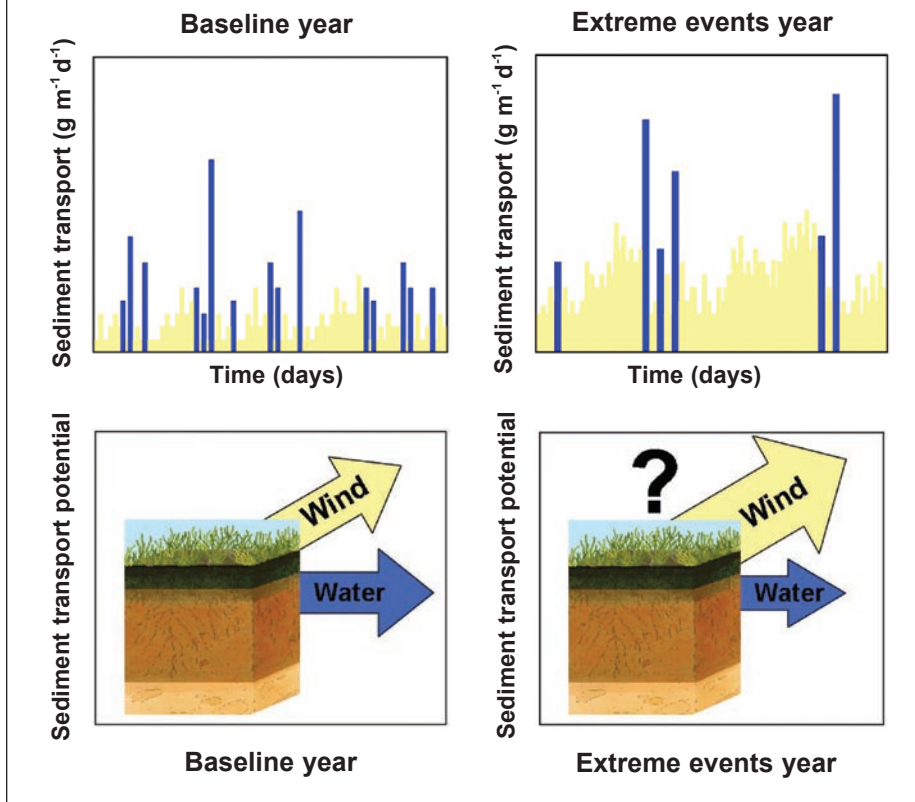 Baseline year
Extreme events year
Sediment transport (g m⁻¹ d⁻¹)
Sediment transport (g m⁻¹ d⁻¹)
Time (days)
Time (days)
Sediment transport potential
Wind
Water
Sediment transport potential
?
Wind
Water
Baseline year
Extreme events year